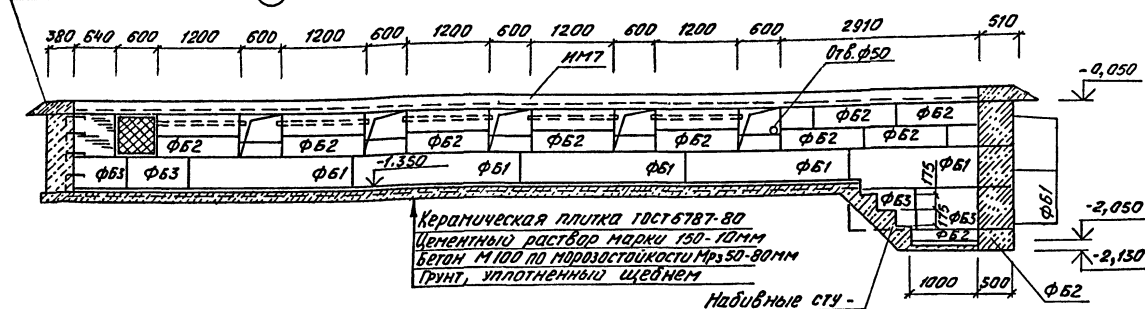 380 640 600 1200 600 1200 600 1200 600 1200 600 1200 600 2910 510
ИМ7
Отв.ф50
-0,050
ФБ2 ФБ2
ФБ2 ФБ2 ФБ2 ФБ2 ФБ2 ФБ2 ФБ2
-1.350
ФБ3 ФБ3 ФБ1 ФБ1 ФБ1 ФБ1
175
ФБ1
ФБ3
175
ФБ3
ФБ2
-2,050
-2,130
Керамическая плитка ГОСТ 6787-80
Цементный раствор марки 150-10мм
Бетон М100 по морозостойкости Мрз50-80мм
Грунт, уплотненный щебнем
1000 500
ФБ2
Набивные сту-